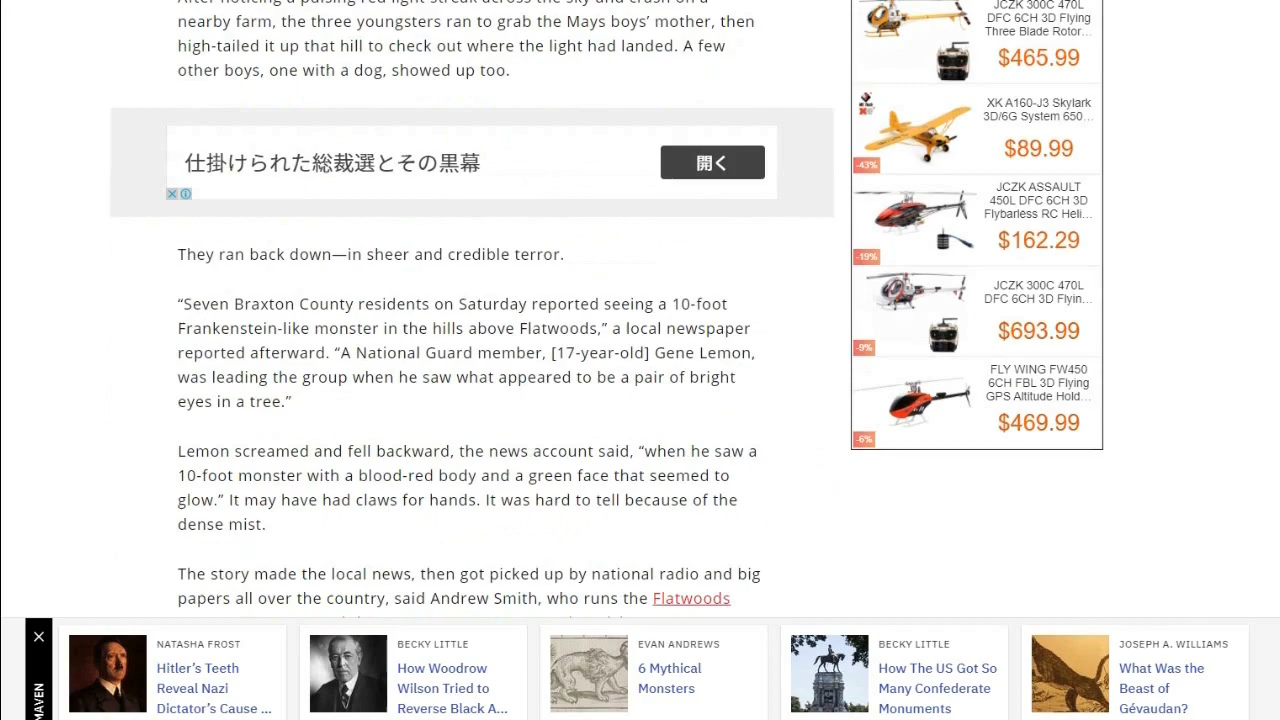 After noticing a pulsing red light streak across the sky and crash on a
nearby farm, the three youngsters ran to grab the Mays boys’ mother, then
high-tailed it up that hill to check out where the light had landed. A few
other boys, one with a dog, showed up too.
仕掛けられた総裁選とその黒幕
開く
They ran back down—in sheer and credible terror.
“Seven Braxton County residents on Saturday reported seeing a 10-foot
Frankenstein-like monster in the hills above Flatwoods,” a local newspaper
reported afterward. “A National Guard member, [17-year-old] Gene Lemon,
was leading the group when he saw what appeared to be a pair of bright
eyes in a tree.”
Lemon screamed and fell backward, the news account said, “when he saw a
10-foot monster with a blood-red body and a green face that seemed to
glow.” It may have had claws for hands. It was hard to tell because of the
dense mist.
The story made the local news, then got picked up by national radio and big
papers all over the country, said Andrew Smith, who runs the Flatwoods
JCZK 300C 470L
DFC 6CH 3D Flying
Three Blade Rotor...
$465.99
XK A160-J3 Skylark
3D/6G System 650...
$89.99
-43%
JCZK ASSAULT
450L DFC 6CH 3D
Flybarless RC Heli...
$162.29
-19%
JCZK 300C 470L
DFC 6CH 3D Flyin...
$693.99
-9%
FLY WING FW450
6CH FBL 3D Flying
GPS Altitude Hold...
$469.99
-6%
MAVEN
NATASHA FROST
Hitler’s Teeth
Reveal Nazi
Dictator’s Cause ...
BECKY LITTLE
How Woodrow
Wilson Tried to
Reverse Black A...
EVAN ANDREWS
6 Mythical
Monsters
BECKY LITTLE
How The US Got So
Many Confederate
Monuments
JOSEPH A. WILLIAMS
What Was the
Beast of
Gévaudan?